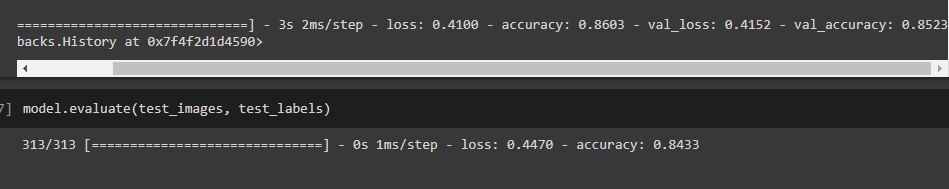 ==============================] - 3s 2ms/step - loss: 0.4100 - accuracy: 0.8603 - val_loss: 0.4152 - val_accuracy: 0.8523
backs.History at 0x7f4f2d1d4590>
7] model.evaluate(test_images, test_labels)
313/313 [==============================] - 0s 1ms/step - loss: 0.4470 - accuracy: 0.8433